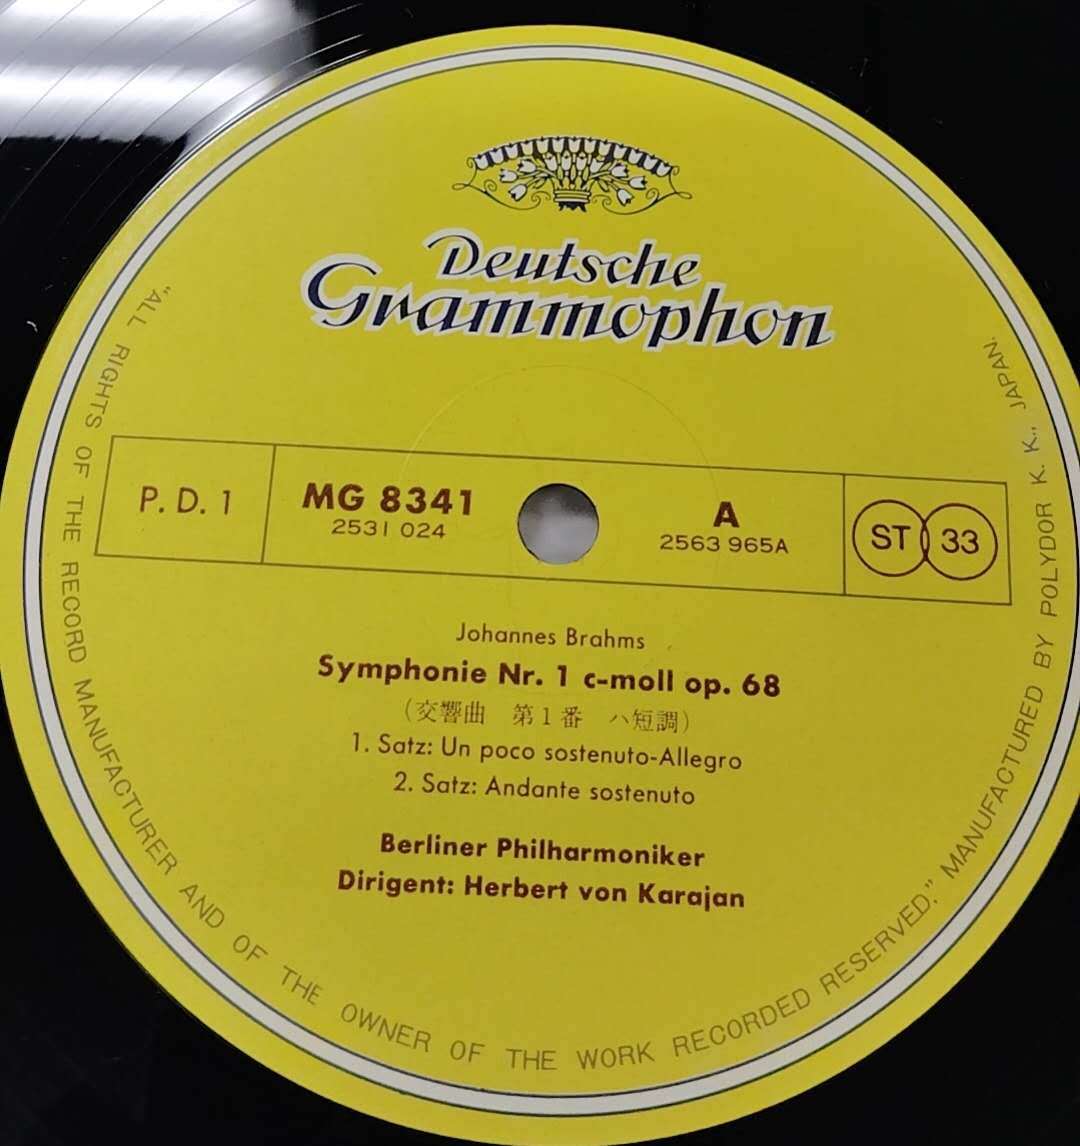 Deutsche
Grammophon
P. D. 1
MG 8341
2531 024
A
2563 965A
ST 33
Johannes Brahms
Symphonie Nr. 1 c-moll op. 68
(交響曲 第1番 ハ短調)
1. Satz: Un poco sostenuto-Allegro
2. Satz: Andante sostenuto
Berliner Philharmoniker
Dirigent: Herbert von Karajan
"ALL RIGHTS OF THE RECORD MANUFACTURER AND OF THE OWNER OF THE WORK RECORDED RESERVED." MANUFACTURED BY POLYDOR K. K., JAPAN.